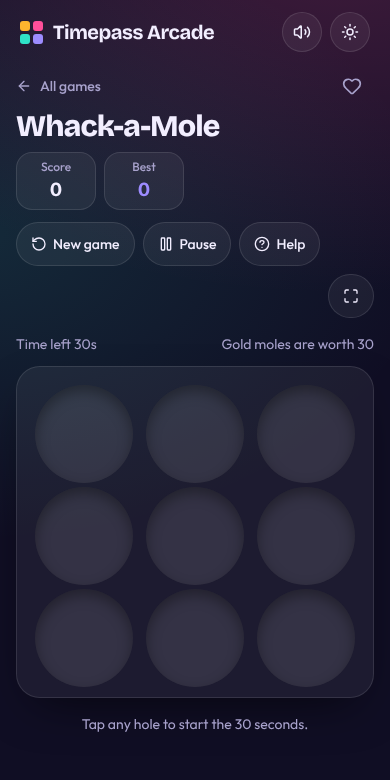 Timepass Arcade
All games
Whack-a-Mole
Score
0
Best
0
New game
Pause
Help
Time left 30s
Gold moles are worth 30
Tap any hole to start the 30 seconds.